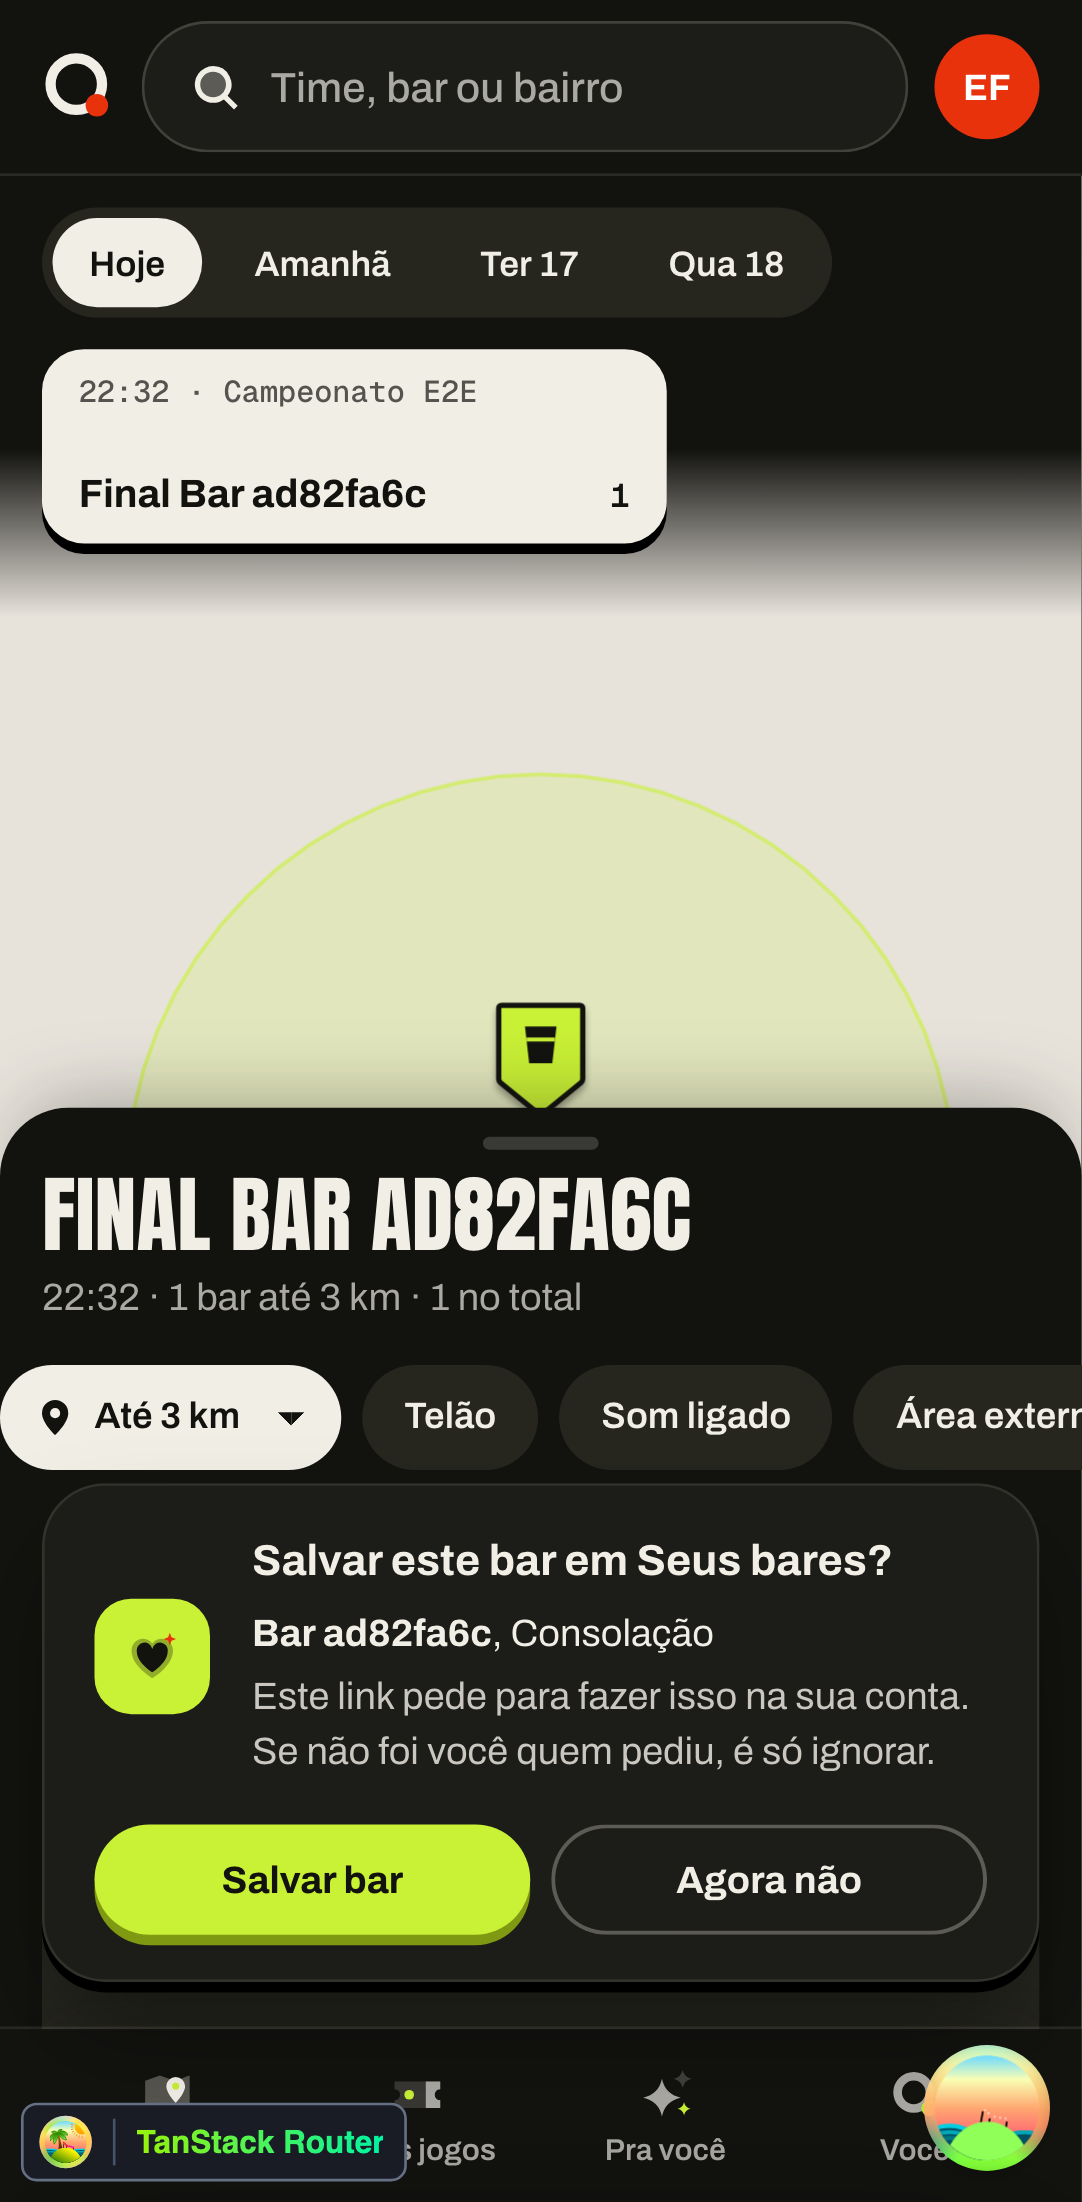 Time, bar ou bairro
EF
Hoje
Amanhã
Ter 17
Qua 18
22:32 · Campeonato E2E
Final Bar ad82fa6c
1
FINAL BAR AD82FA6C
22:32 · 1 bar até 3 km · 1 no total
Até 3 km
Telão
Som ligado
Área extern
Salvar este bar em Seus bares?
Bar ad82fa6c, Consolação
Este link pede para fazer isso na sua conta.
Se não foi você quem pediu, é só ignorar.
Salvar bar
Agora não
TanStack Router
s jogos
Pra você
Você